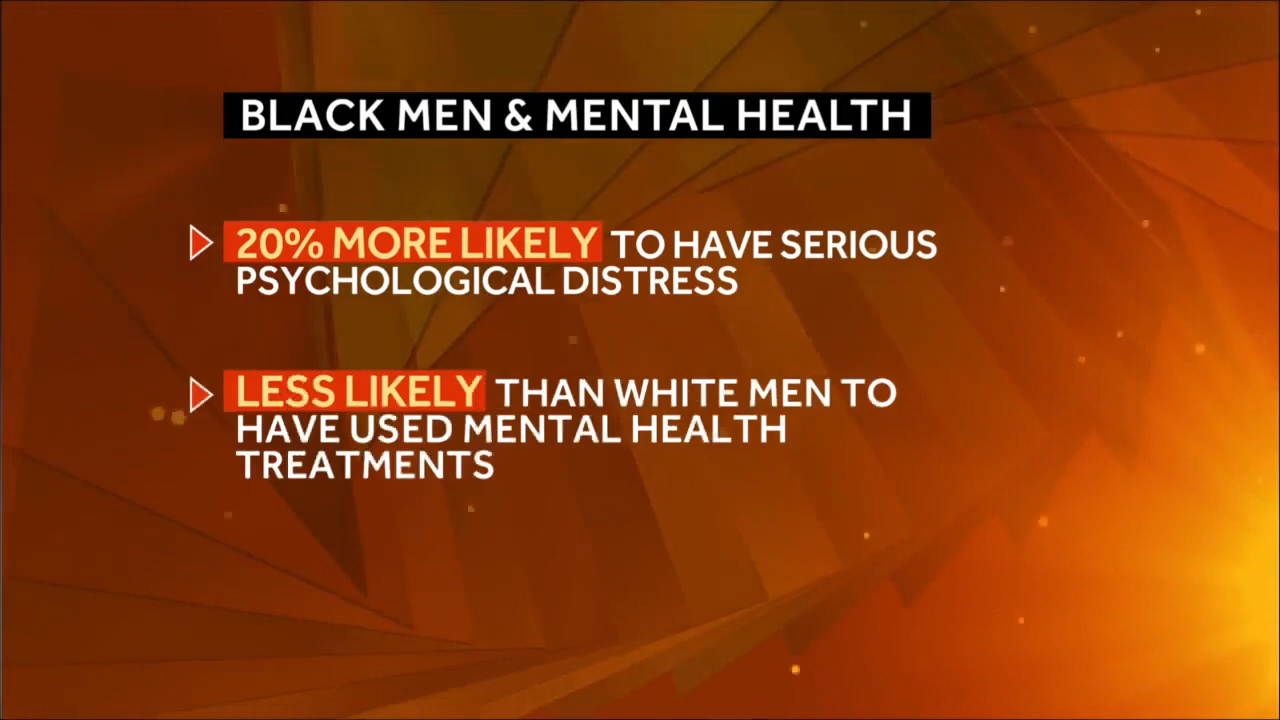 BLACK MEN & MENTAL HEALTH
20% MORE LIKELY TO HAVE SERIOUS
PSYCHOLOGICAL DISTRESS
LESS LIKELY THAN WHITE MEN TO
HAVE USED MENTAL HEALTH
TREATMENTS